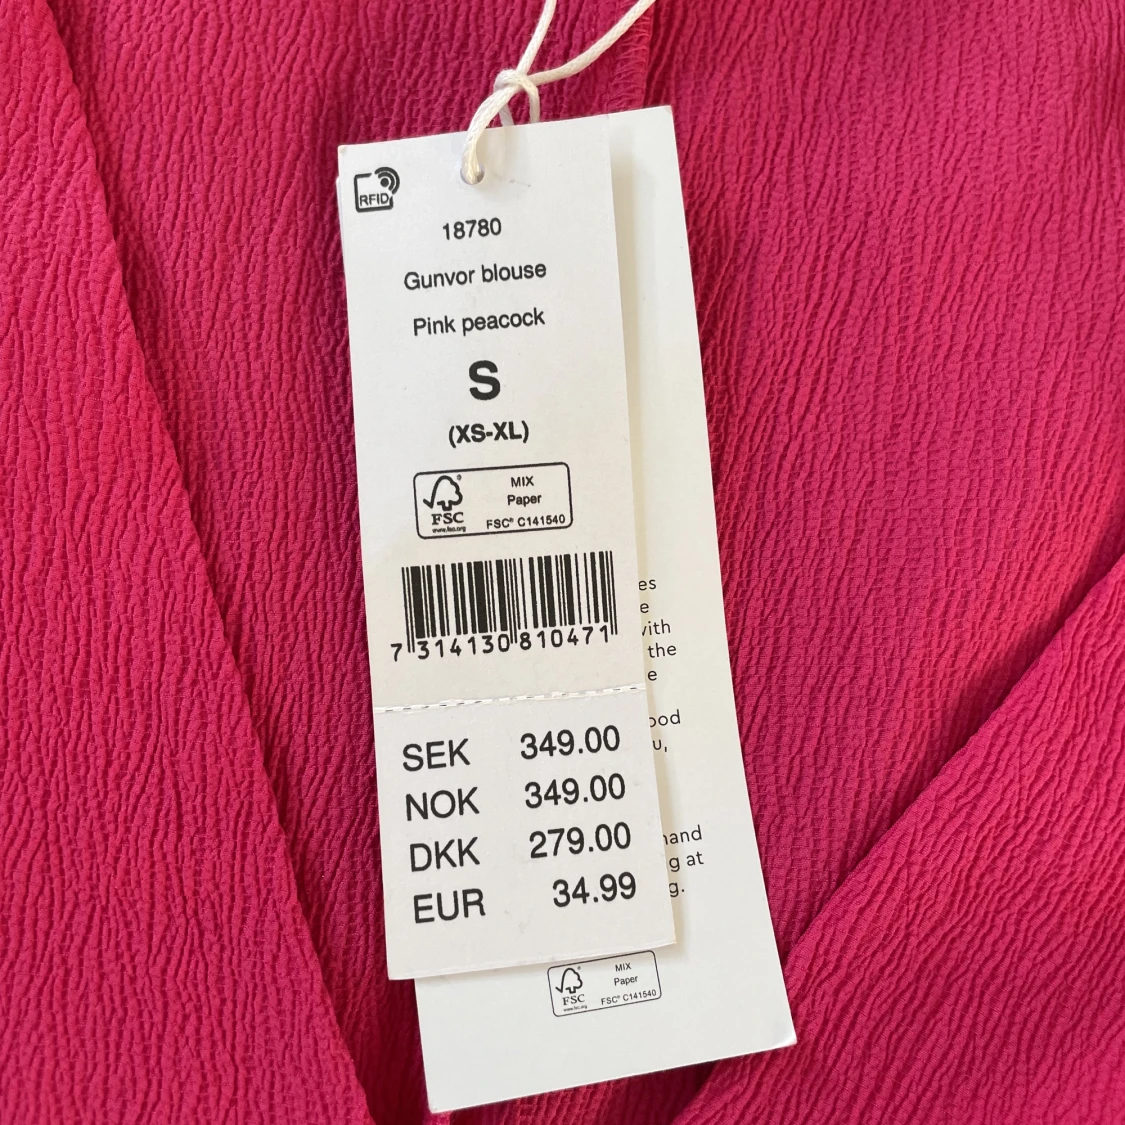 RFID
18780
Gunvor blouse
Pink peacock
S
(XS-XL)
MIX
Paper
FSC
www.fsc.org
FSC® C141540
7 314130 810471
SEK 349.00
NOK 349.00
DKK 279.00
EUR 34.99
the
at
MIX
Paper
FSC
www.fsc.org
FSC® C141540